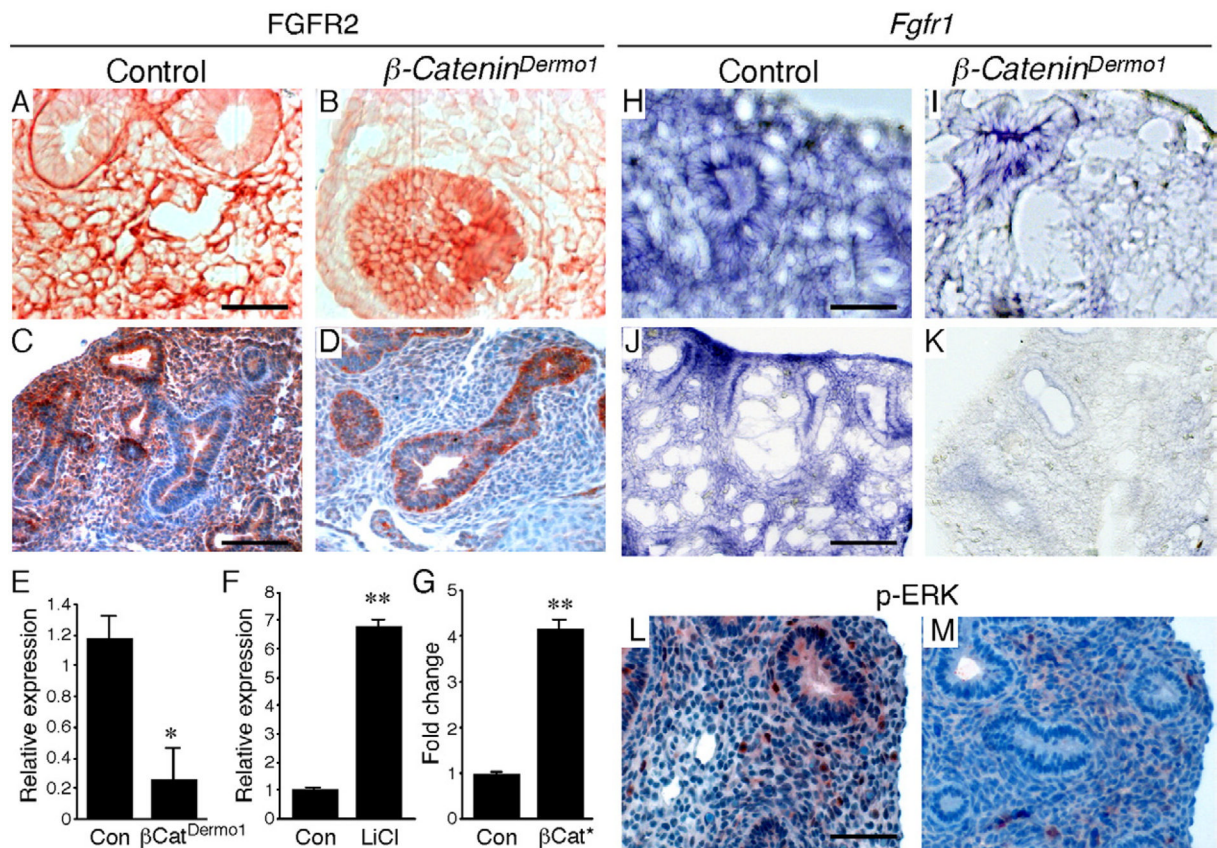 FGFR2
Fgfr1
Control
β-Catenin^Dermo1
Control
β-Catenin^Dermo1
A
B
H
I
C
D
J
K
E
F
G
p-ERK
L
M
Relative expression
1.4
1.2
1
0.8
0.6
0.4
0.2
0
*
Con
βCat^Dermo1
Relative expression
8
7
6
5
4
3
2
1
0
**
Con
LiCl
Fold change
5
4
3
2
1
0
**
Con
βCat*